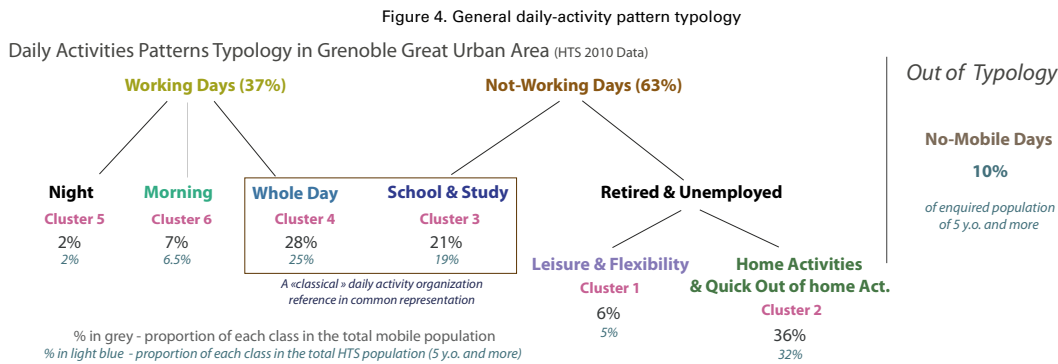 Figure 4. General daily-activity pattern typology
Daily Activities Patterns Typology in Grenoble Great Urban Area (HTS 2010 Data)
Working Days (37%)
Not-Working Days (63%)
Out of Typology
No-Mobile Days
10%
of enquired population
of 5 y.o. and more
Night
Cluster 5
2%
2%
Morning
Cluster 6
7%
6.5%
Whole Day
Cluster 4
28%
25%
School & Study
Cluster 3
21%
19%
A «classical » daily activity organization
reference in common representation
Retired & Unemployed
Leisure & Flexibility
Cluster 1
6%
5%
Home Activities
& Quick Out of home Act.
Cluster 2
36%
32%
% in grey - proportion of each class in the total mobile population
% in light blue - proportion of each class in the total HTS population (5 y.o. and more)